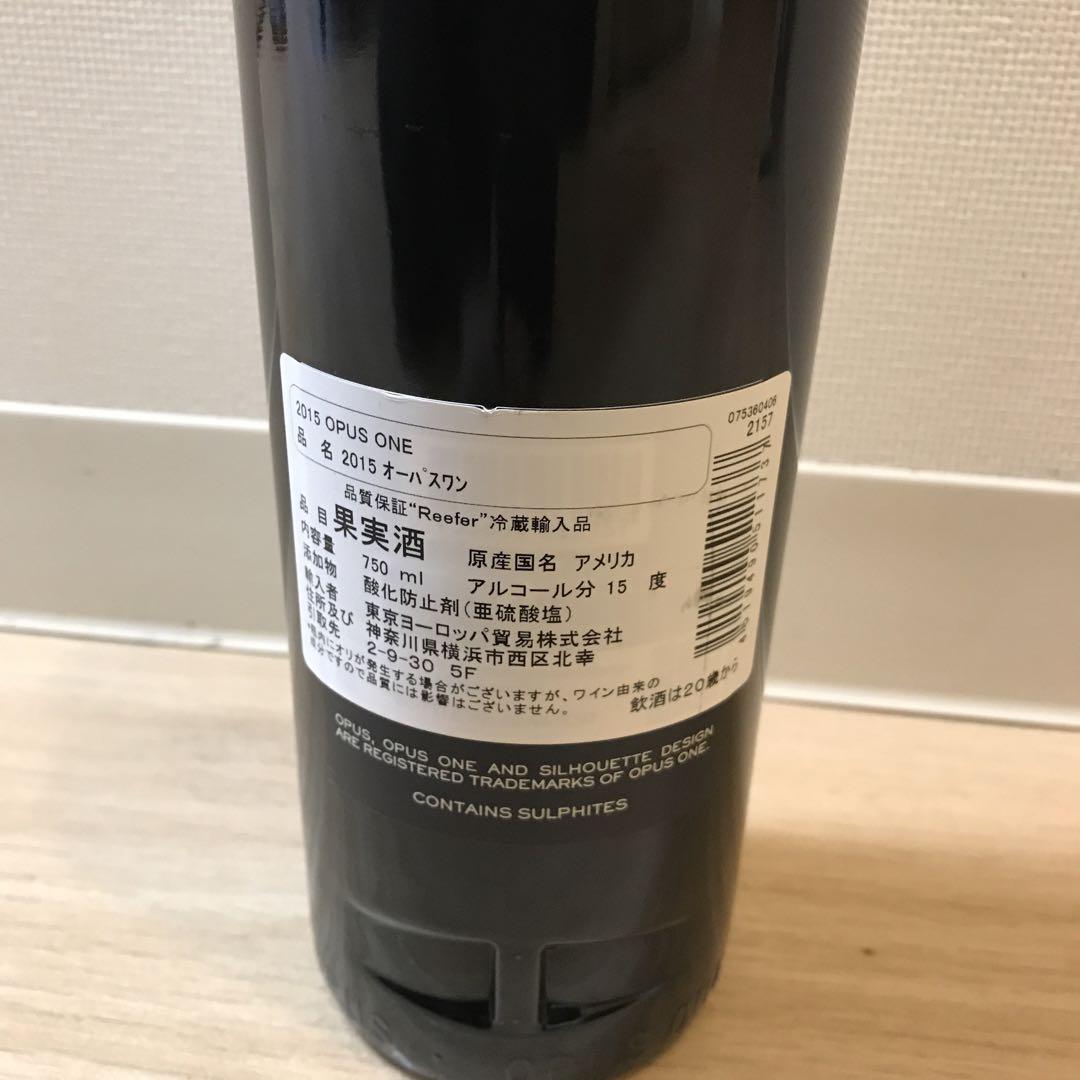 2015 OPUS ONE
品 名 2015 オーパスワン
品質保証“Reefer”冷蔵輸入品
品 目 果実酒 原産国名 アメリカ
内容量 750 ml アルコール分 15 度
添加物 酸化防止剤(亜硫酸塩)
輸入者 東京ヨーロッパ貿易株式会社
住所及び 神奈川県横浜市西区北幸
引取先 2-9-30 5F
*瓶内にオリが発生する場合がございますが、ワイン由来の
成分ですので品質には影響はございません。
飲酒は20歳から
075360406
2157
OPUS, OPUS ONE AND SILHOUETTE DESIGN
ARE REGISTERED TRADEMARKS OF OPUS ONE.
CONTAINS SULPHITES